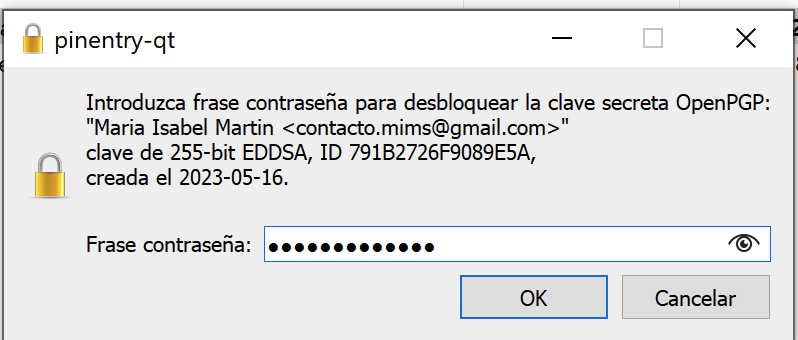 pinentry-qt
Introduzca frase contraseña para desbloquear la clave secreta OpenPGP:
"Maria Isabel Martin <contacto.mims@gmail.com>"
clave de 255-bit EDDSA, ID 791B2726F9089E5A,
creada el 2023-05-16.
Frase contraseña: ●●●●●●●●●●●●●
OK Cancelar